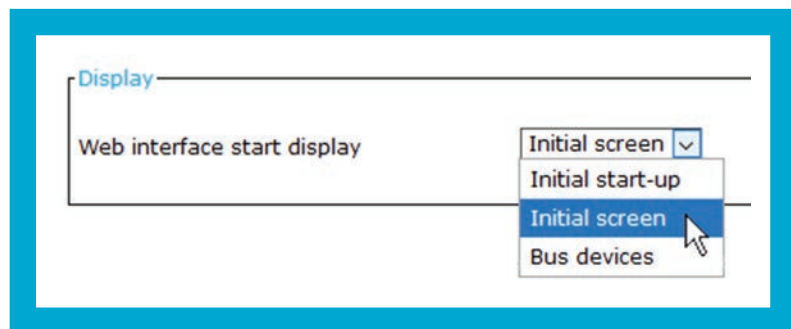 Display
Web interface start display
Initial screen
Initial start-up
Initial screen
Bus devices